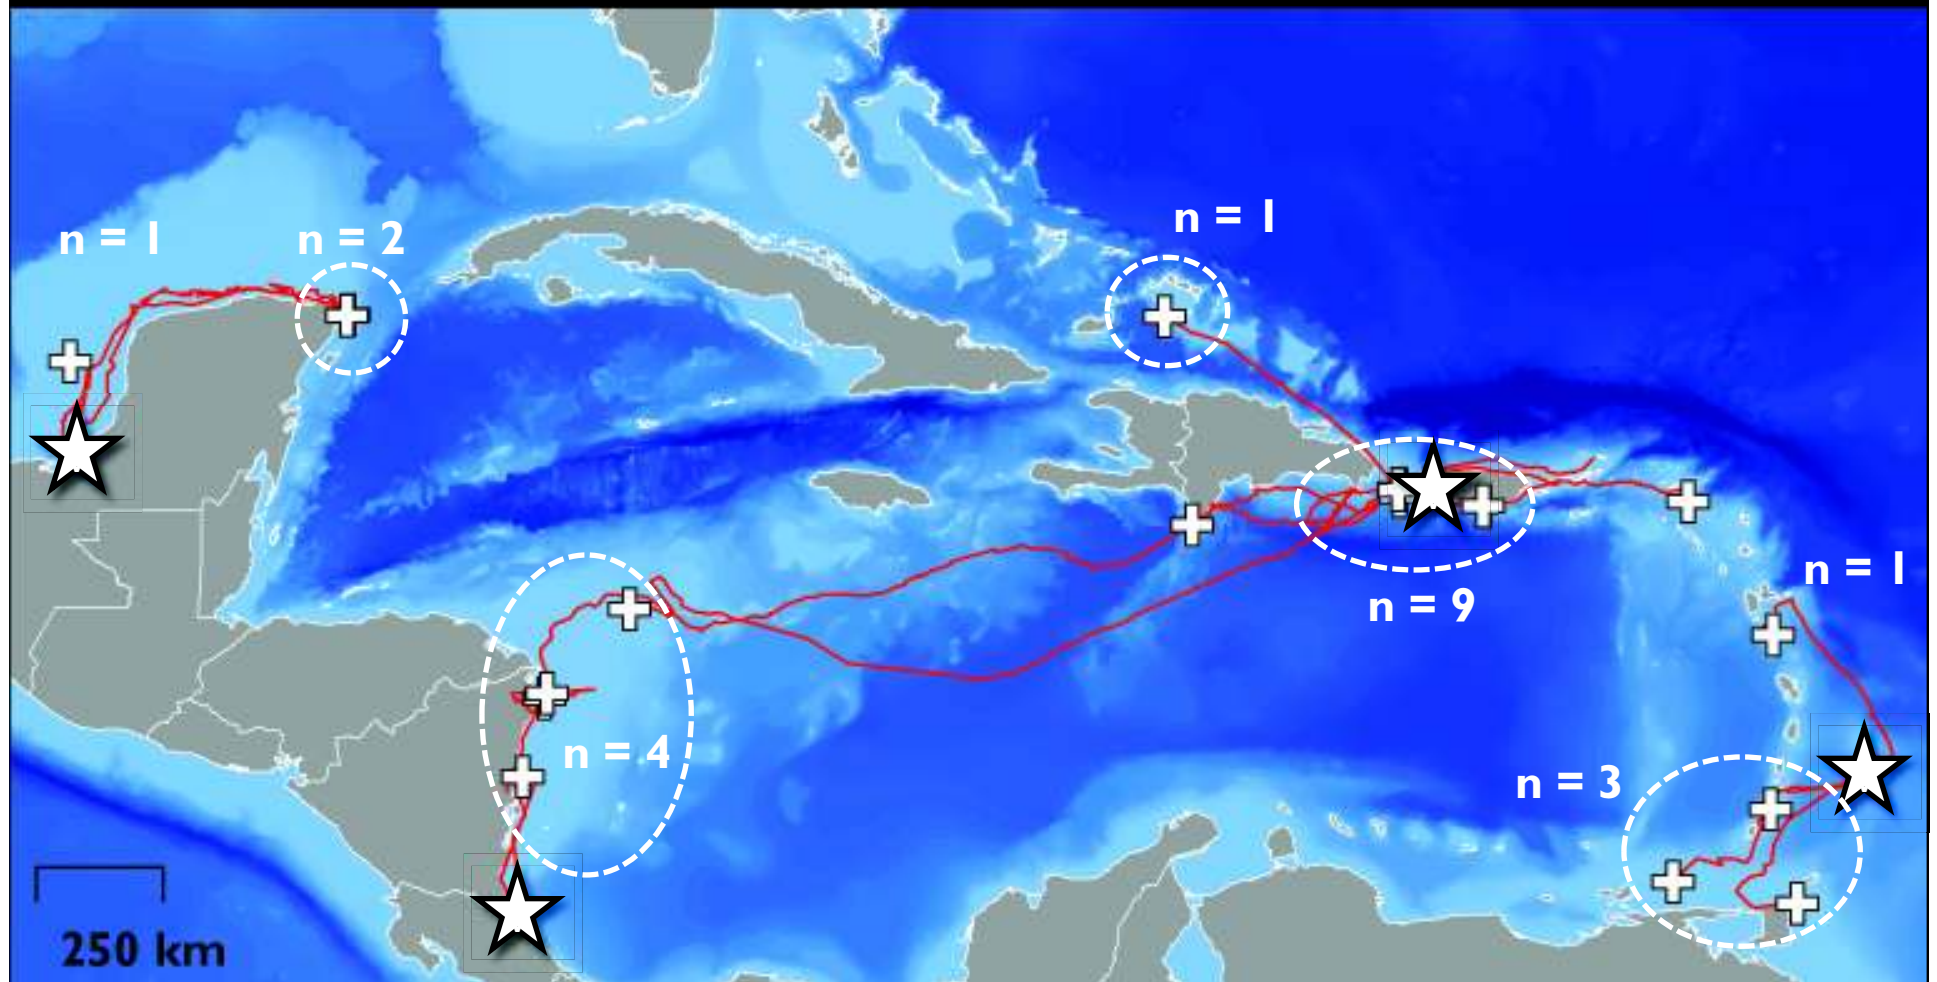 n = 1
n = 2
n = 1
n = 1
n = 9
n = 4
n = 3
250 km